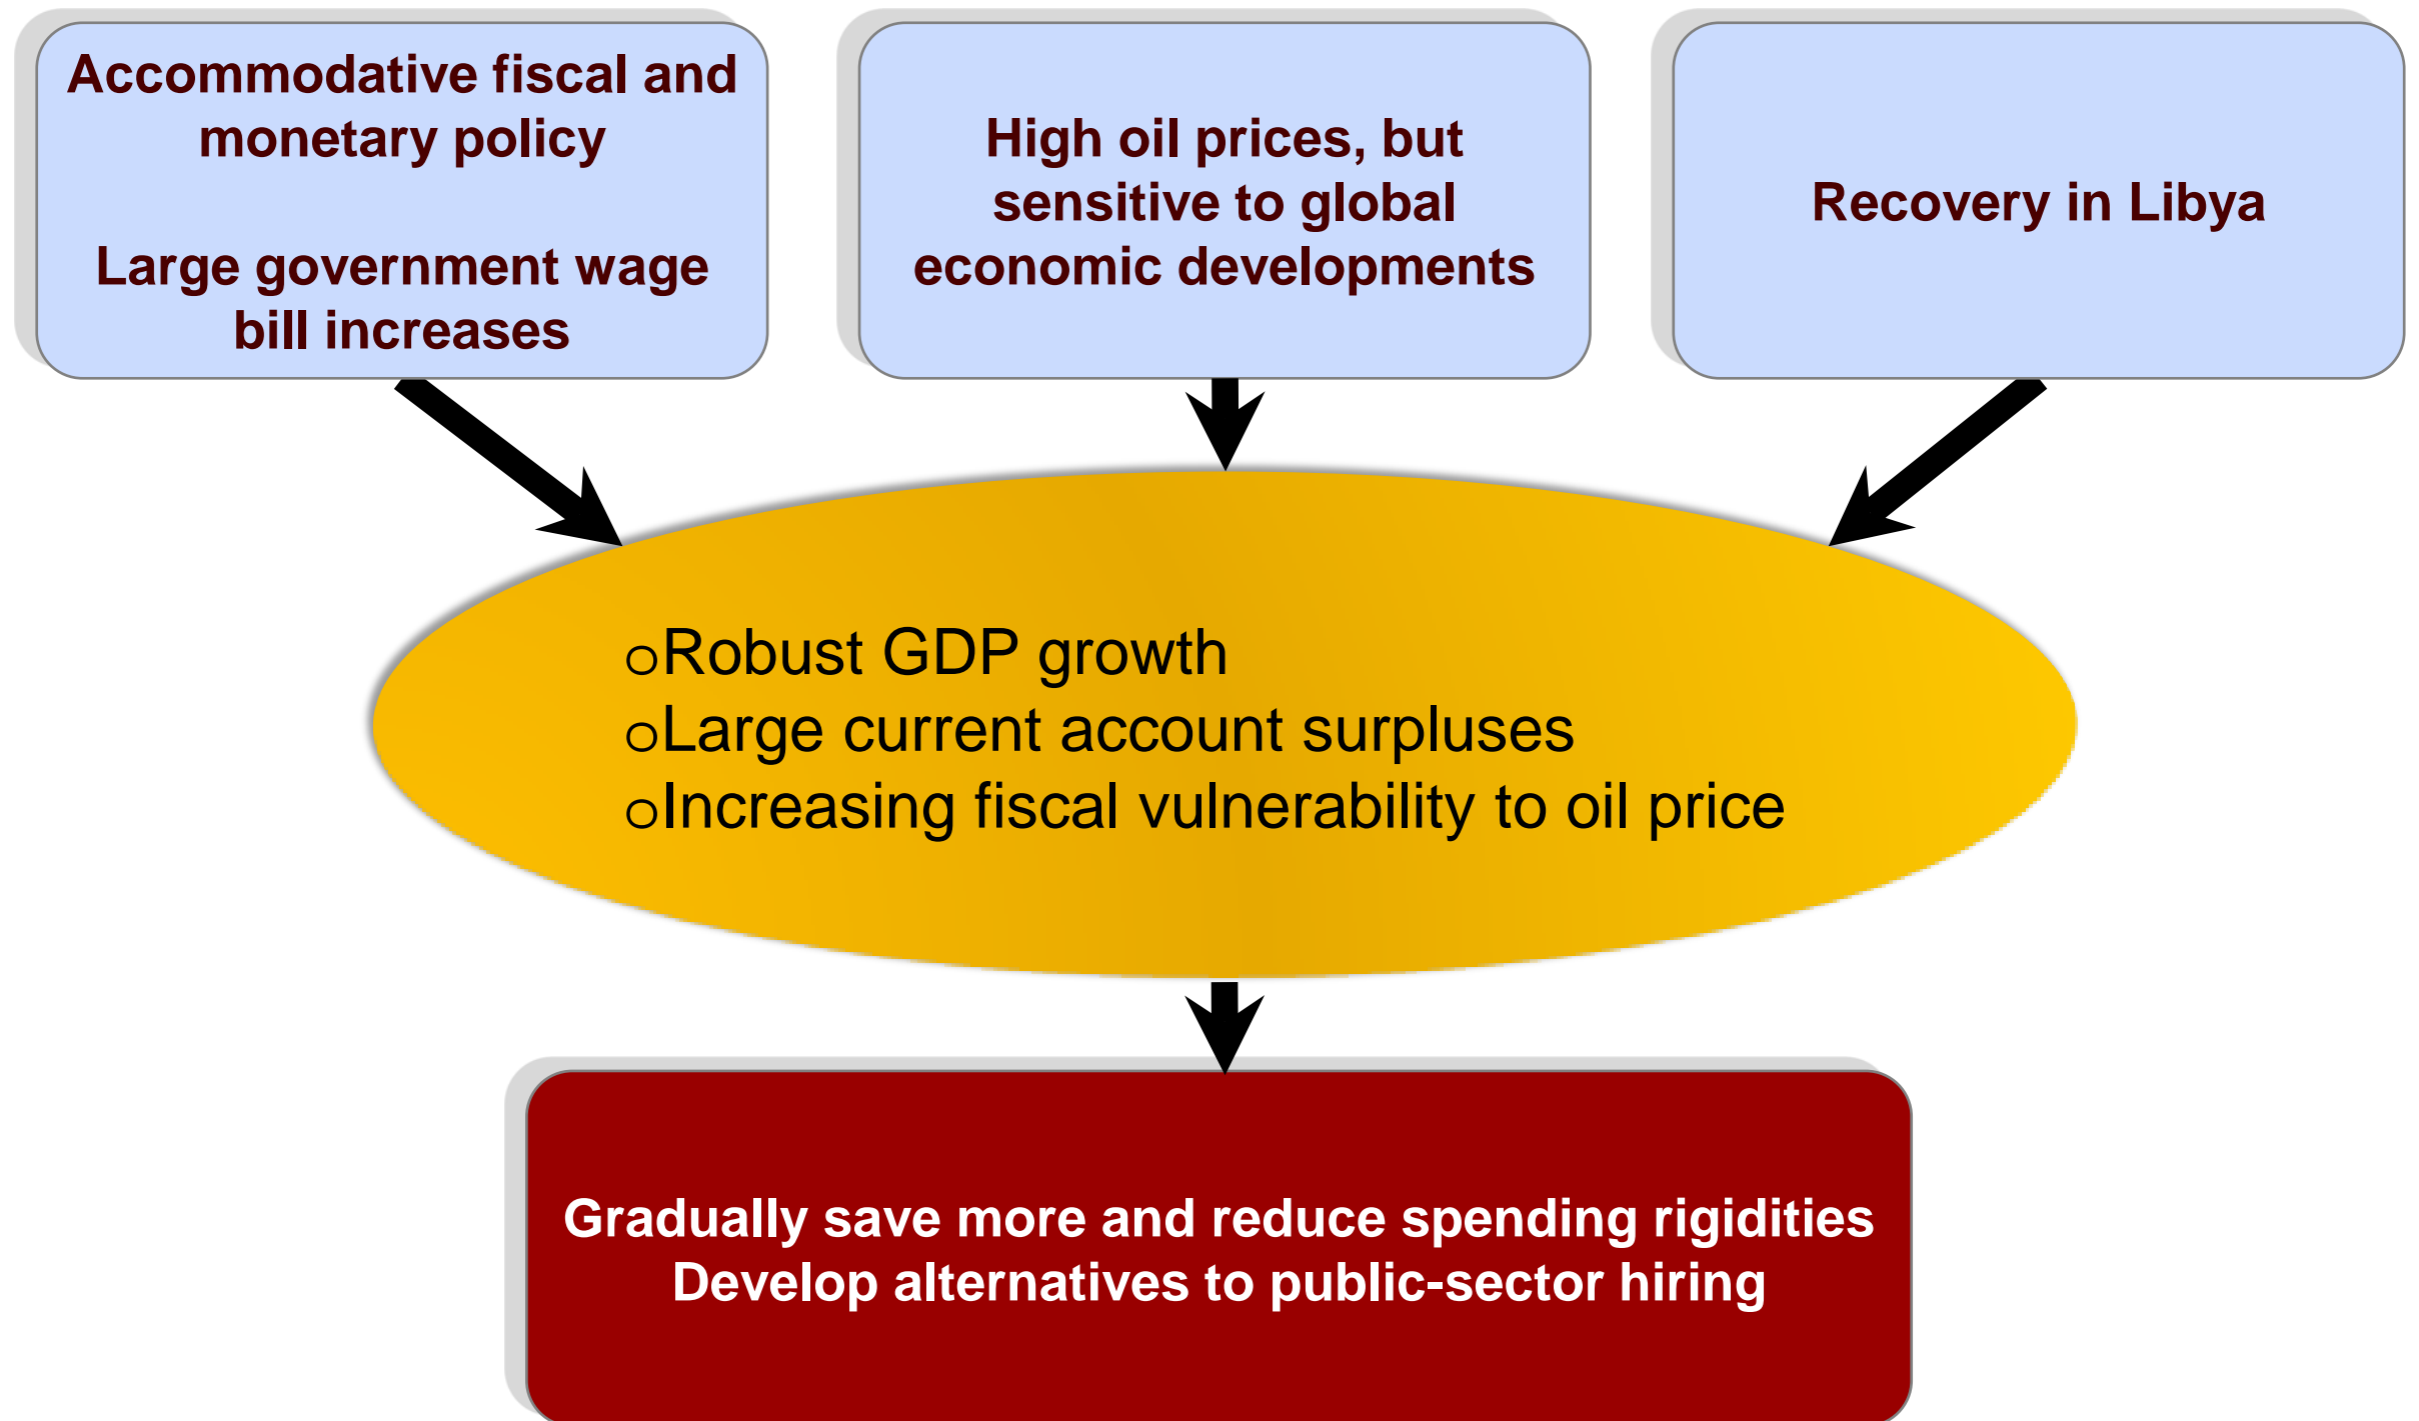 Accommodative fiscal and
monetary policy
Large government wage
bill increases
High oil prices, but
sensitive to global
economic developments
Recovery in Libya
oRobust GDP growth
oLarge current account surpluses
oIncreasing fiscal vulnerability to oil price
Gradually save more and reduce spending rigidities
Develop alternatives to public-sector hiring